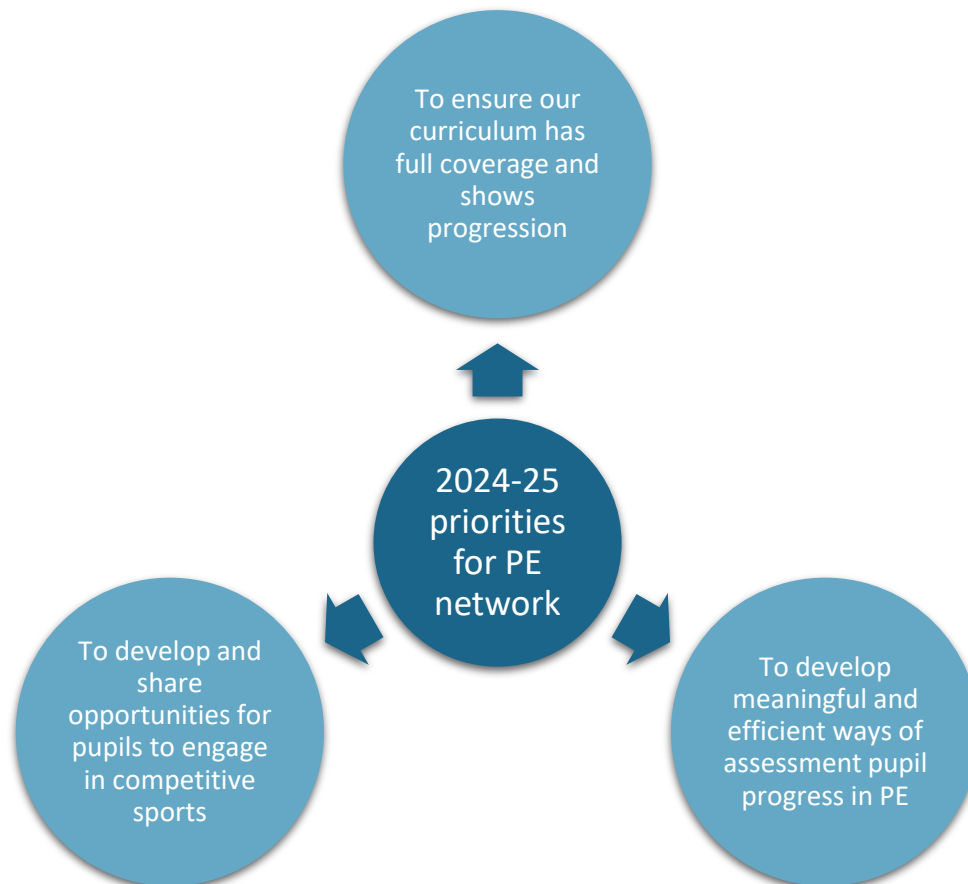 To ensure our
curriculum has
full coverage and
shows
progression
2024-25
priorities
for PE
network
To develop and
share
opportunities for
pupils to engage
in competitive
sports
To develop
meaningful and
efficient ways of
assessment pupil
progress in PE